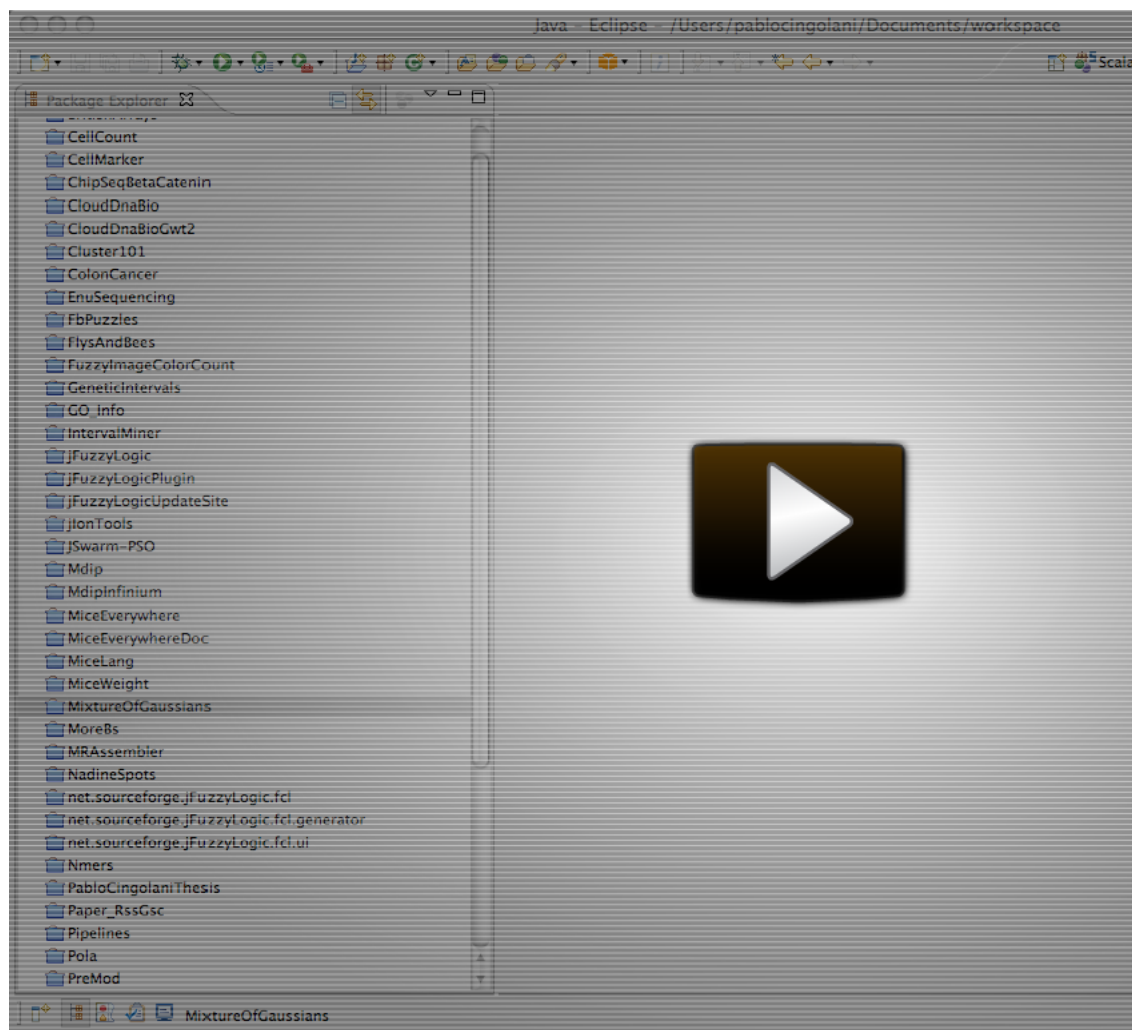 Java - Eclipse - /Users/pablocingolani/Documents/workspace
Scala
Package Explorer
CellCount
CellMarker
ChipSeqBetaCatenin
CloudDnaBio
CloudDnaBioGwt2
Cluster101
ColonCancer
EnuSequencing
FbPuzzles
FlysAndBees
FuzzyImageColorCount
GeneticIntervals
GO_Info
IntervalMiner
jFuzzyLogic
jFuzzyLogicPlugin
jFuzzyLogicUpdateSite
jIonTools
JSwarm-PSO
Mdip
MdipInfinium
MiceEverywhere
MiceEverywhereDoc
MiceLang
MiceWeight
MixtureOfGaussians
MoreBs
MRAssembler
NadineSpots
net.sourceforge.jFuzzyLogic.fcl
net.sourceforge.jFuzzyLogic.fcl.generator
net.sourceforge.jFuzzyLogic.fcl.ui
Nmers
PabloCingolaniThesis
Paper_RssGsc
Pipelines
Pola
PreMod
MixtureOfGaussians